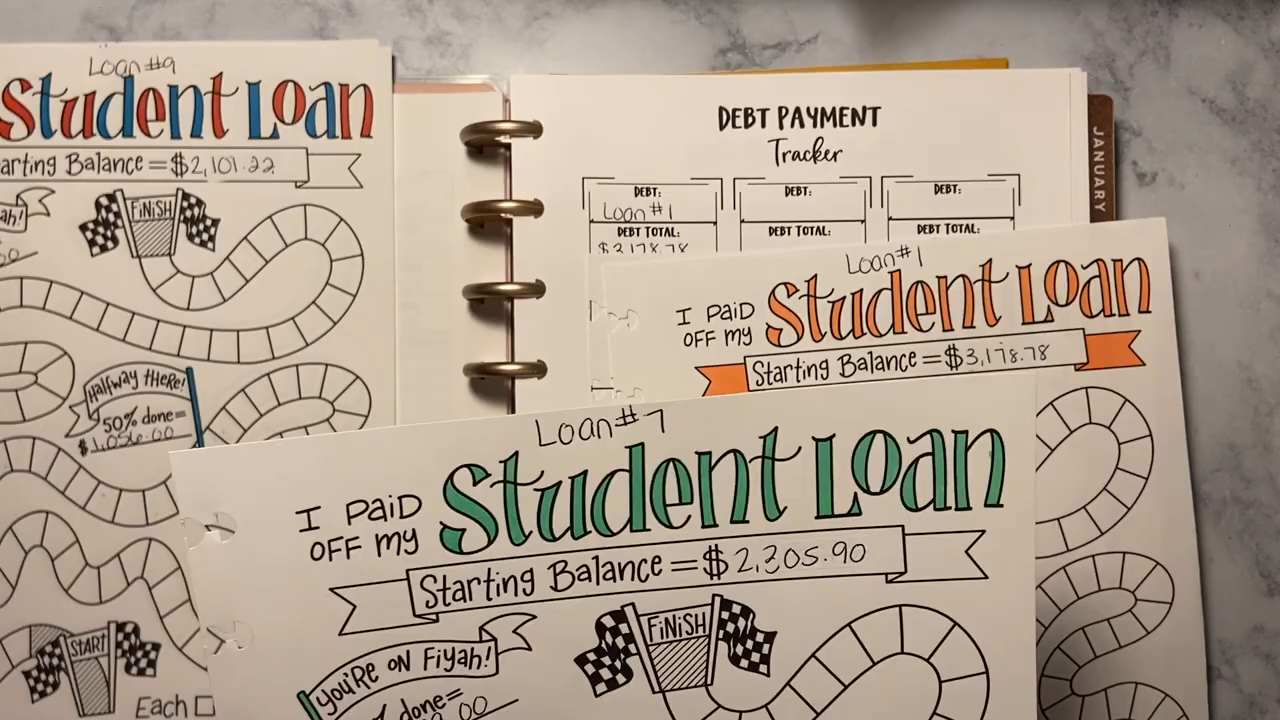 Loan#9
Student Loan
arting Balance = $2,101.22
ah!
FiNiSH
Halfway there!
50% done=
$1,056.00
START
Each
DEBT PAYMENT
Tracker
JANUARY
DEBT:
DEBT:
DEBT:
Loan#1
DEBT TOTAL:
DEBT TOTAL:
DEBT TOTAL:
$3,178.78
Loan#1
I PaiD
OFF my
Student Loan
Starting Balance = $3,178.78
Loan#7
I PaiD
OFF my
Student Loan
Starting Balance = $2,305.90
you're on Fiyah!
% done=
FiNiSH